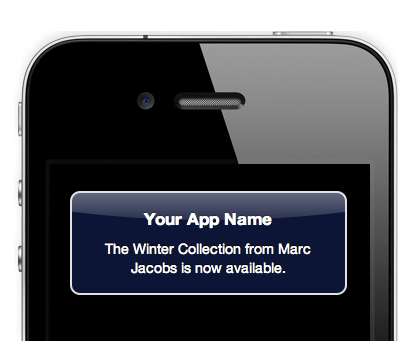 Your App Name
The Winter Collection from Marc
Jacobs is now available.